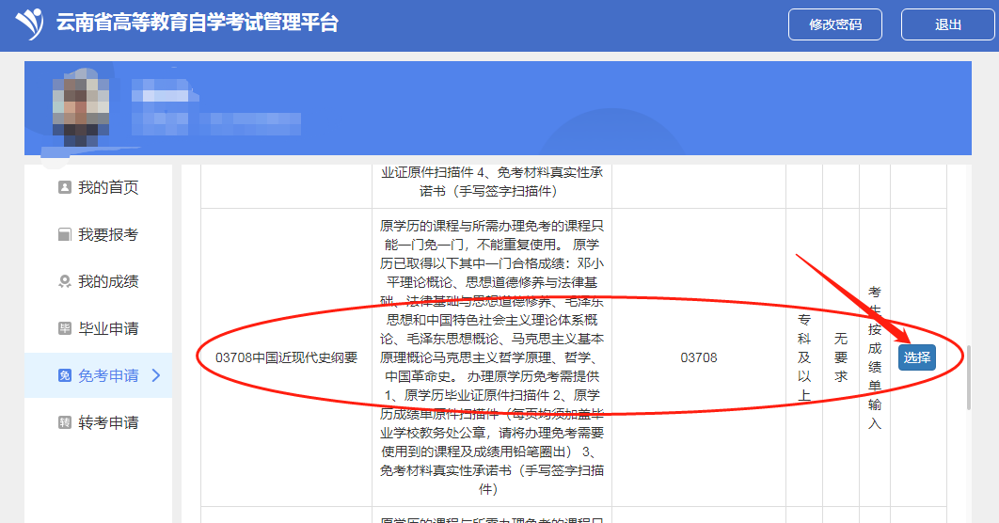 云南省高等教育自学考试管理平台
修改密码
退出
我的首页
我要报考
我的成绩
毕 毕业申请
免 免考申请
转 转考申请
业证原件扫描件 4、免考材料真实性承
诺书（手写签字扫描件）
03708中国近现代史纲要
原学历的课程与所需办理免考的课程只
能一门免一门，不能重复使用。 原学
历已取得以下其中一门合格成绩：邓小
平理论概论、思想道德修养与法律基
础、法律基础与思想道德修养、毛泽东
思想和中国特色社会主义理论体系概
论、毛泽东思想概论、马克思主义基本
原理概论马克思主义哲学原理、哲学、
中国革命史。 办理原学历免考需提供
1、原学历毕业证原件扫描件 2、原学
历成绩单原件扫描件（每页均须加盖毕
业学校教务处公章，请将办理免考需要
使用到的课程及成绩用铅笔圈出） 3、
免考材料真实性承诺书（手写签字扫描
件）
03708
专
科
及
以
上
无
要
求
考
生
按
成
绩
单
输
入
选择
原学历的课程与所需办理免考的课程只